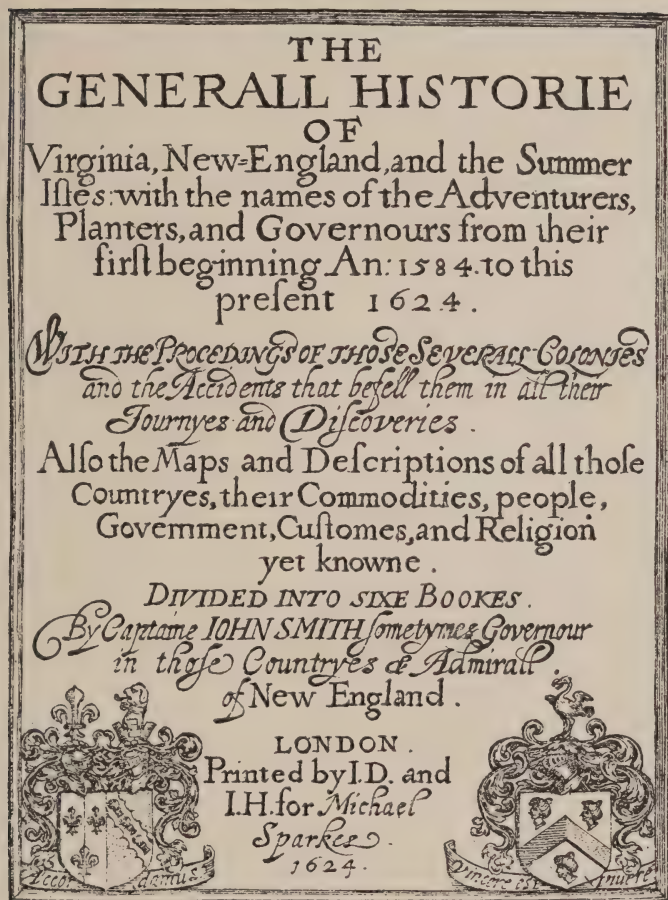 THE
GENERALL HISTORIE
OF
Virginia, New=England, and the Summer
Iſles: with the names of the Adventurers,
Planters, and Governours from their
firſt beginning An: 1584. to this
preſent 1624.
WITH THE PROCEDINGS OF THOSE SEVERALL COLONIES
and the Accidents that befell them in all their
Journyes and Diſcoveries.
Alſo the Maps and Deſcriptions of all thoſe
Countryes, their Commodities, people,
Government, Cuſtomes, and Religion
yet knowne.
DIVIDED INTO SIXE BOOKES.
By Captaine IOHN SMITH ſometymes Governour
in thoſe Countryes & Admirall.
of New England.
LONDON.
Printed by I.D. and
I.H. for Michael
Sparkes.
1624.
Accordamus
Vincere est vivere